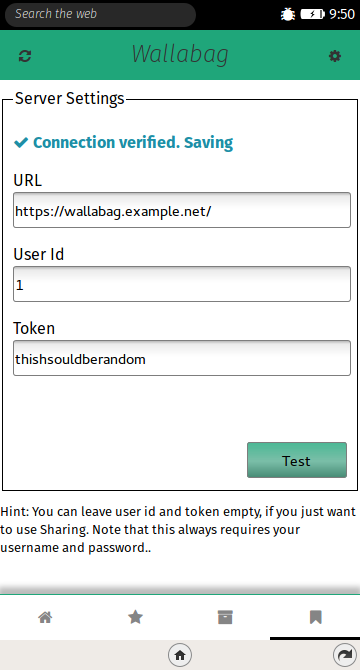 Search the web
9:50
Wallabag
Server Settings
Connection verified. Saving
URL
https://wallabag.example.net/
User Id
1
Token
thishsouldberandom
Test
Hint: You can leave user id and token empty, if you just want
to use Sharing. Note that this always requires your
username and password..